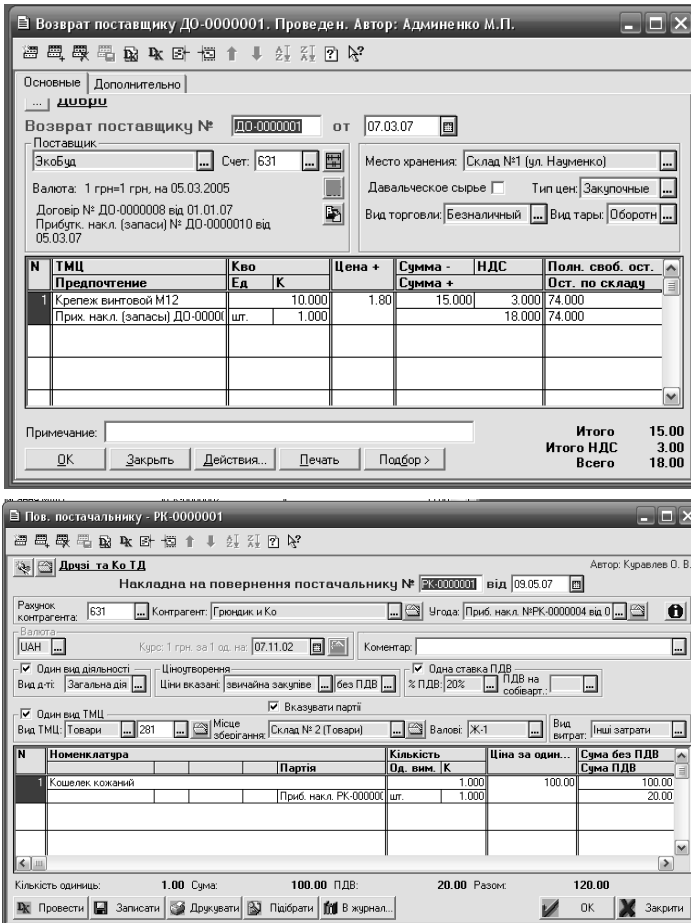 Возврат поставщику ДО-0000001. Проведен. Автор: Админенко М.П.
Основные Дополнительно
... Добро
Возврат поставщику № ДО-0000001 от 07.03.07
Поставщик
ЭкоБуд ... Счет: 631 ...
Место хранения: Склад №1 (ул. Науменко) ...
Валюта: 1 грн=1 грн, на 05.03.2005
Давальческое сырье Тип цен: Закупочные ...
Договір № ДО-0000008 від 01.01.07
Прибутк. накл. (запаси) № ДО-0000010 від
05.03.07
Вид торговли: Безналичный ... Вид тары: Оборотн ...
N ТМЦ Кво Цена + Сумма - НДС Полн. своб. ост.
Предпочтение Ед К Сумма + Ост. по складу
1 Крепеж винтовой М12 10.000 1.80 15.000 3.000 74.000
Прих. накл. (запасы) ДО-0000( шт. 1.000 18.000 74.000
Примечание:
Итого 15.00
Итого НДС 3.00
Всего 18.00
OK Закрыть Действия... Печать Подбор >
Пов. постачальнику - РК-0000001
Друзі та Ко ТД Автор: Куравлев О. В.
Накладна на повернення постачальнику № РК-0000001 від 09.05.07
Рахунок
контрагента: 631 ... Контрагент: Грюндик и Ко ... Угода: Приб. накл. №РК-0000004 від 0 ...
Валюта
UAH ... Курс: 1 грн. за 1 од. на: 07.11.02 Коментар: ...
Один вид діяльності Ціноутворення Одна ставка ПДВ
Вид д-ті: Загальна дія ... Ціни вказані: звичайна закупіве ... без ПДВ ... % ПДВ: 20% ... ПДВ на
собіварт.: ...
Вказувати партії
Один вид ТМЦ
Вид ТМЦ: Товари ... 281 ... Місце
зберігання: Склад № 2 (Товари) ... Валові: Ж-1 ... Вид
витрат: Інші затрати ...
N Номенклатура Кількість Ціна за один... Сума без ПДВ
Партія Од. вим. К Сума ПДВ
1 Кошелек кожаний 1.000 100.00 100.00
Приб. накл. РК-000000( шт. 1.000 20.00
Кількість одиниць: 1.00 Сума: 100.00 ПДВ: 20.00 Разом: 120.00
Провести Записати Друкувати Підібрати В журнал... OK Закрити